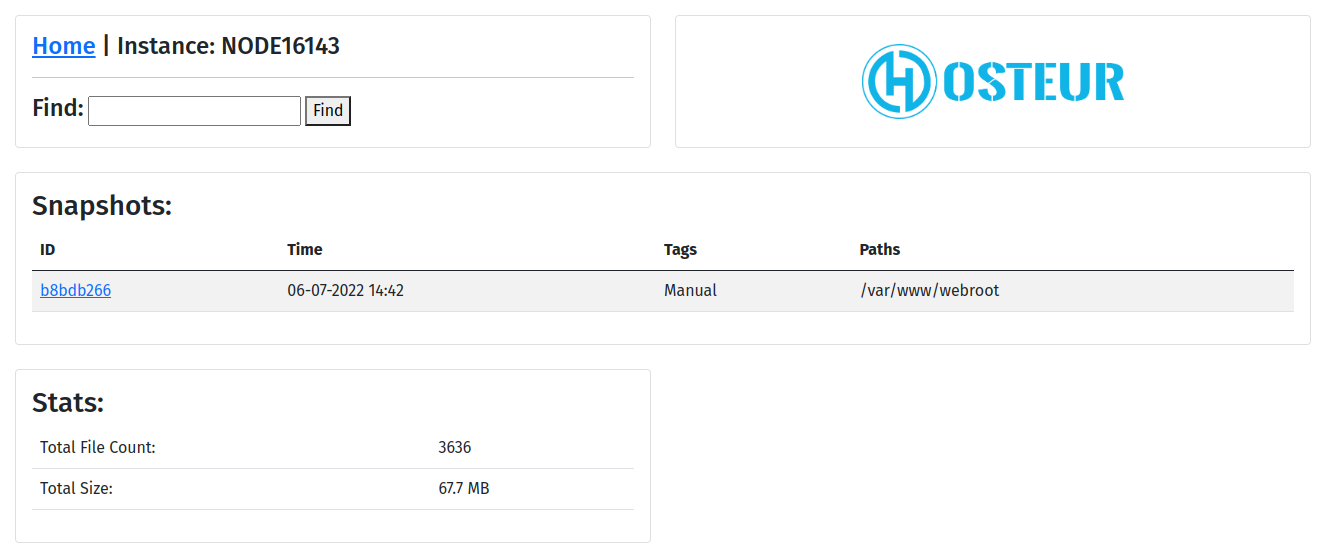 Home | Instance: NODE16143
Find: Find
HOSTEUR
Snapshots:
ID Time Tags Paths
b8bdb266 06-07-2022 14:42 Manual /var/www/webroot
Stats:
Total File Count: 3636
Total Size: 67.7 MB